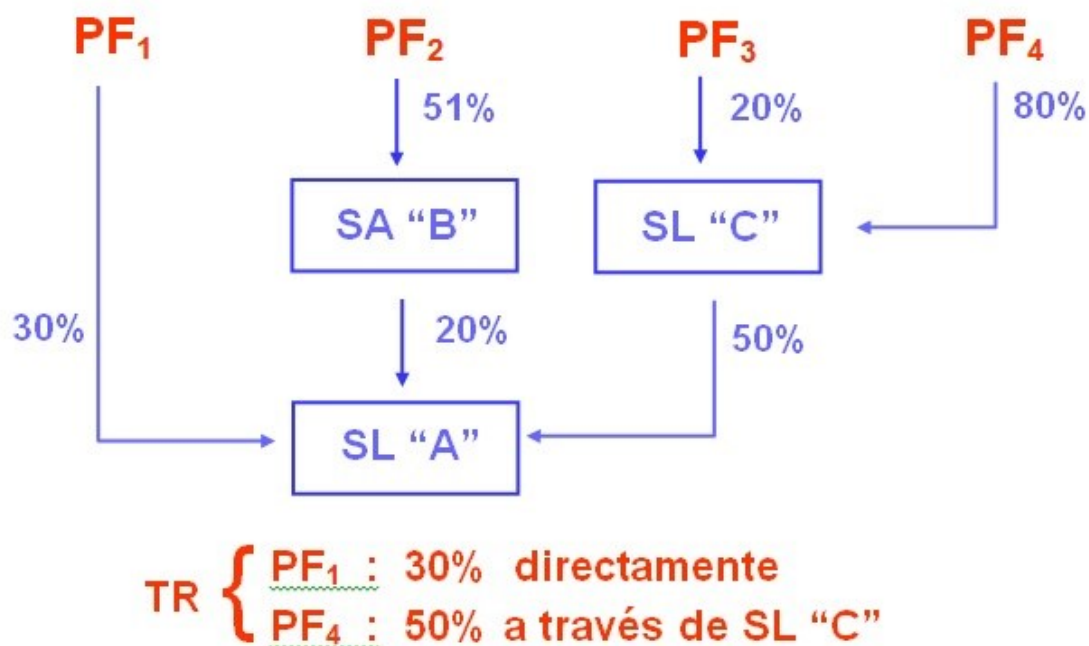 PF₁ PF₂ PF₃ PF₄
51% 20% 80%
SA “B” SL “C”
30% 20% 50%
SL “A”
TR { PF₁ : 30% directamente
PF₄ : 50% a través de SL “C”